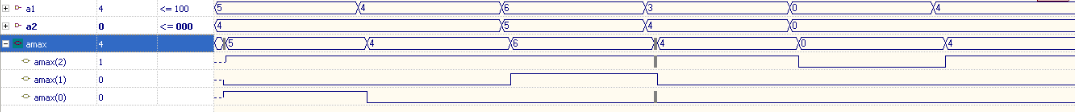 a1 4 <= 100 5 4 6 3 0 4
a2 0 <= 000 4 5 4 0
amax 4 5 4 6 4 0 4
amax(2) 1
amax(1) 0
amax(0) 0